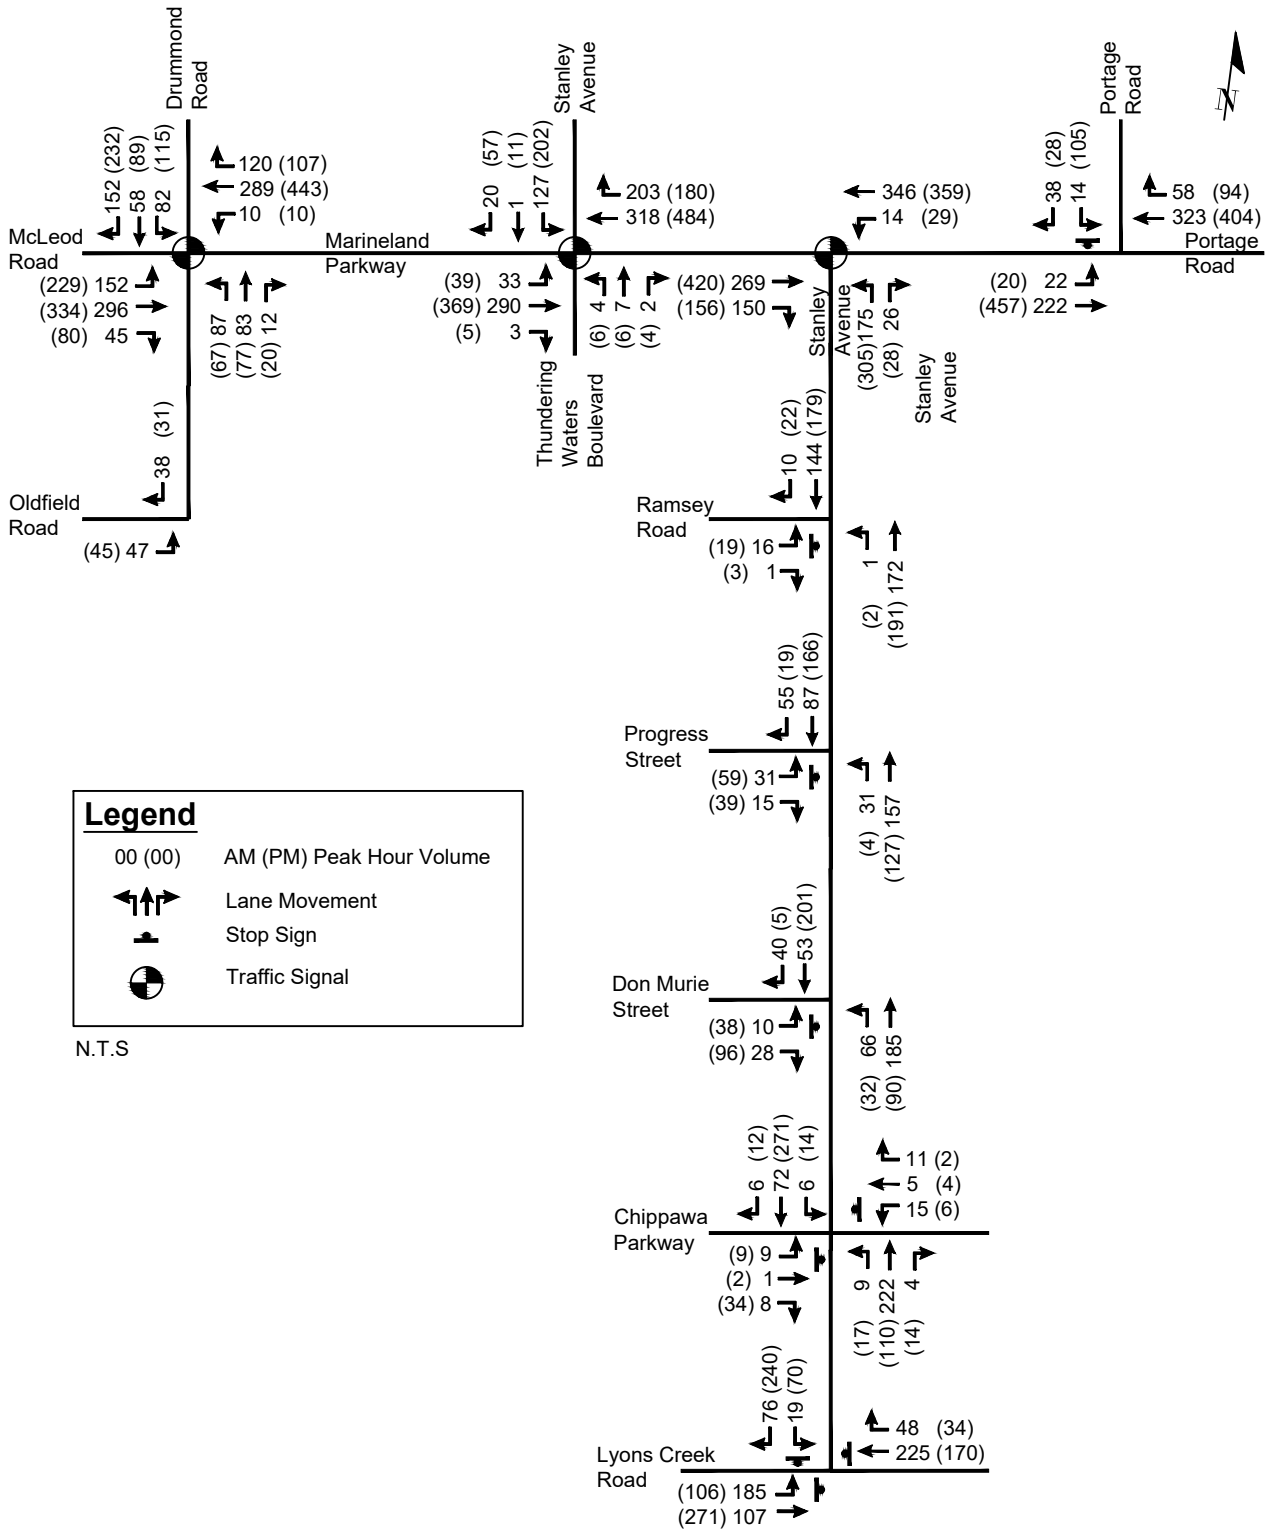 Drummond
Road
Stanley
Avenue
Portage
Road
N
152 (232)
58 (89)
82 (115)
120 (107)
289 (443)
10 (10)
20 (57)
1 (11)
127 (202)
203 (180)
318 (484)
346 (359)
14 (29)
38 (28)
14 (105)
58 (94)
323 (404)
McLeod
Road
Marineland
Parkway
Portage
Road
(229) 152
(334) 296
(80) 45
(67) 87
(77) 83
(20) 12
(39) 33
(369) 290
(5) 3
(6) 4
(6) 7
(4) 2
(420) 269
(156) 150
Stanley
Avenue
(305)175
(28) 26
Stanley
Avenue
(20) 22
(457) 222
Thundering
Waters
Boulevard
38 (31)
Oldfield
Road
(45) 47
10 (22)
144 (179)
Ramsey
Road
(19) 16
(3) 1
(2) 1
(191) 172
55 (19)
87 (166)
Progress
Street
(59) 31
(39) 15
(4) 31
(127) 157
Legend
00 (00) AM (PM) Peak Hour Volume
Lane Movement
Stop Sign
Traffic Signal
N.T.S
40 (5)
53 (201)
Don Murie
Street
(38) 10
(96) 28
(32) 66
(90) 185
6 (12)
72 (271)
6 (14)
11 (2)
5 (4)
15 (6)
Chippawa
Parkway
(9) 9
(2) 1
(34) 8
(17) 9
(110) 222
(14) 4
76 (240)
19 (70)
48 (34)
225 (170)
Lyons Creek
Road
(106) 185
(271) 107